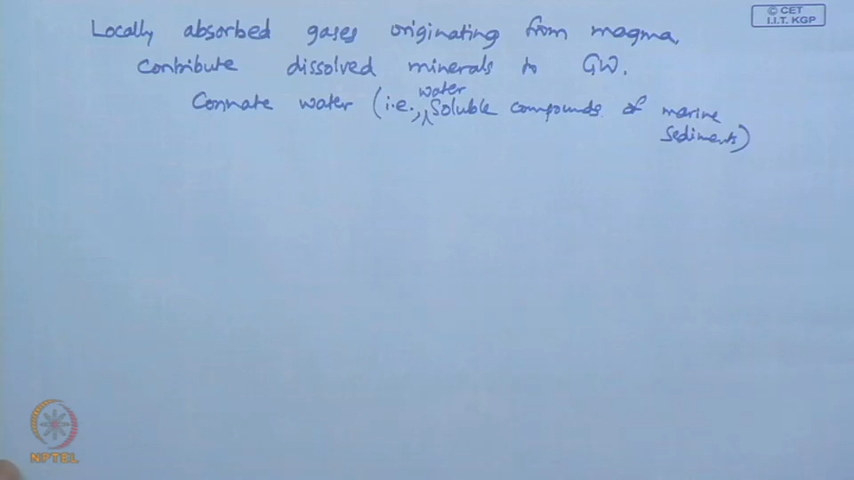 © CET
I.I.T. KGP
Locally absorbed gases originating from magma,
contribute dissolved minerals to GW.
Connate water (i.e., water soluble compounds of marine
sediments)
NPTEL